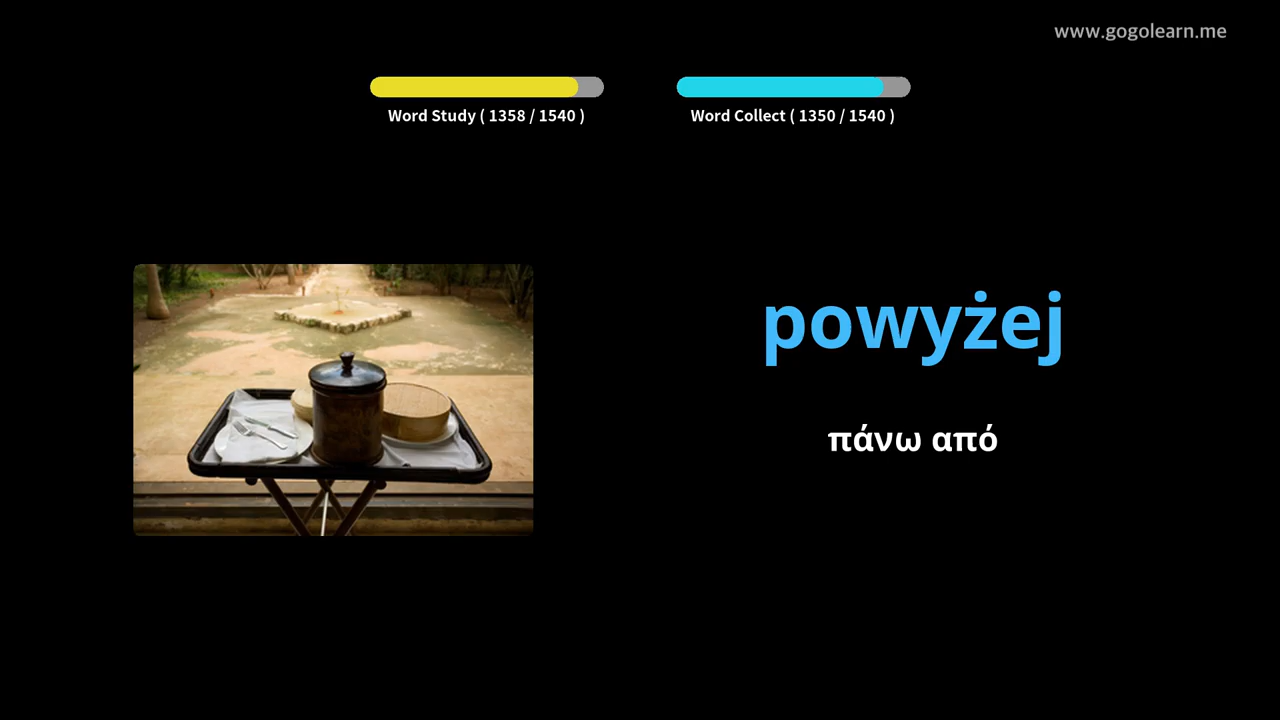 www.gogolearn.me
Word Study ( 1358 / 1540 )
Word Collect ( 1350 / 1540 )
powyżej
πάνω από